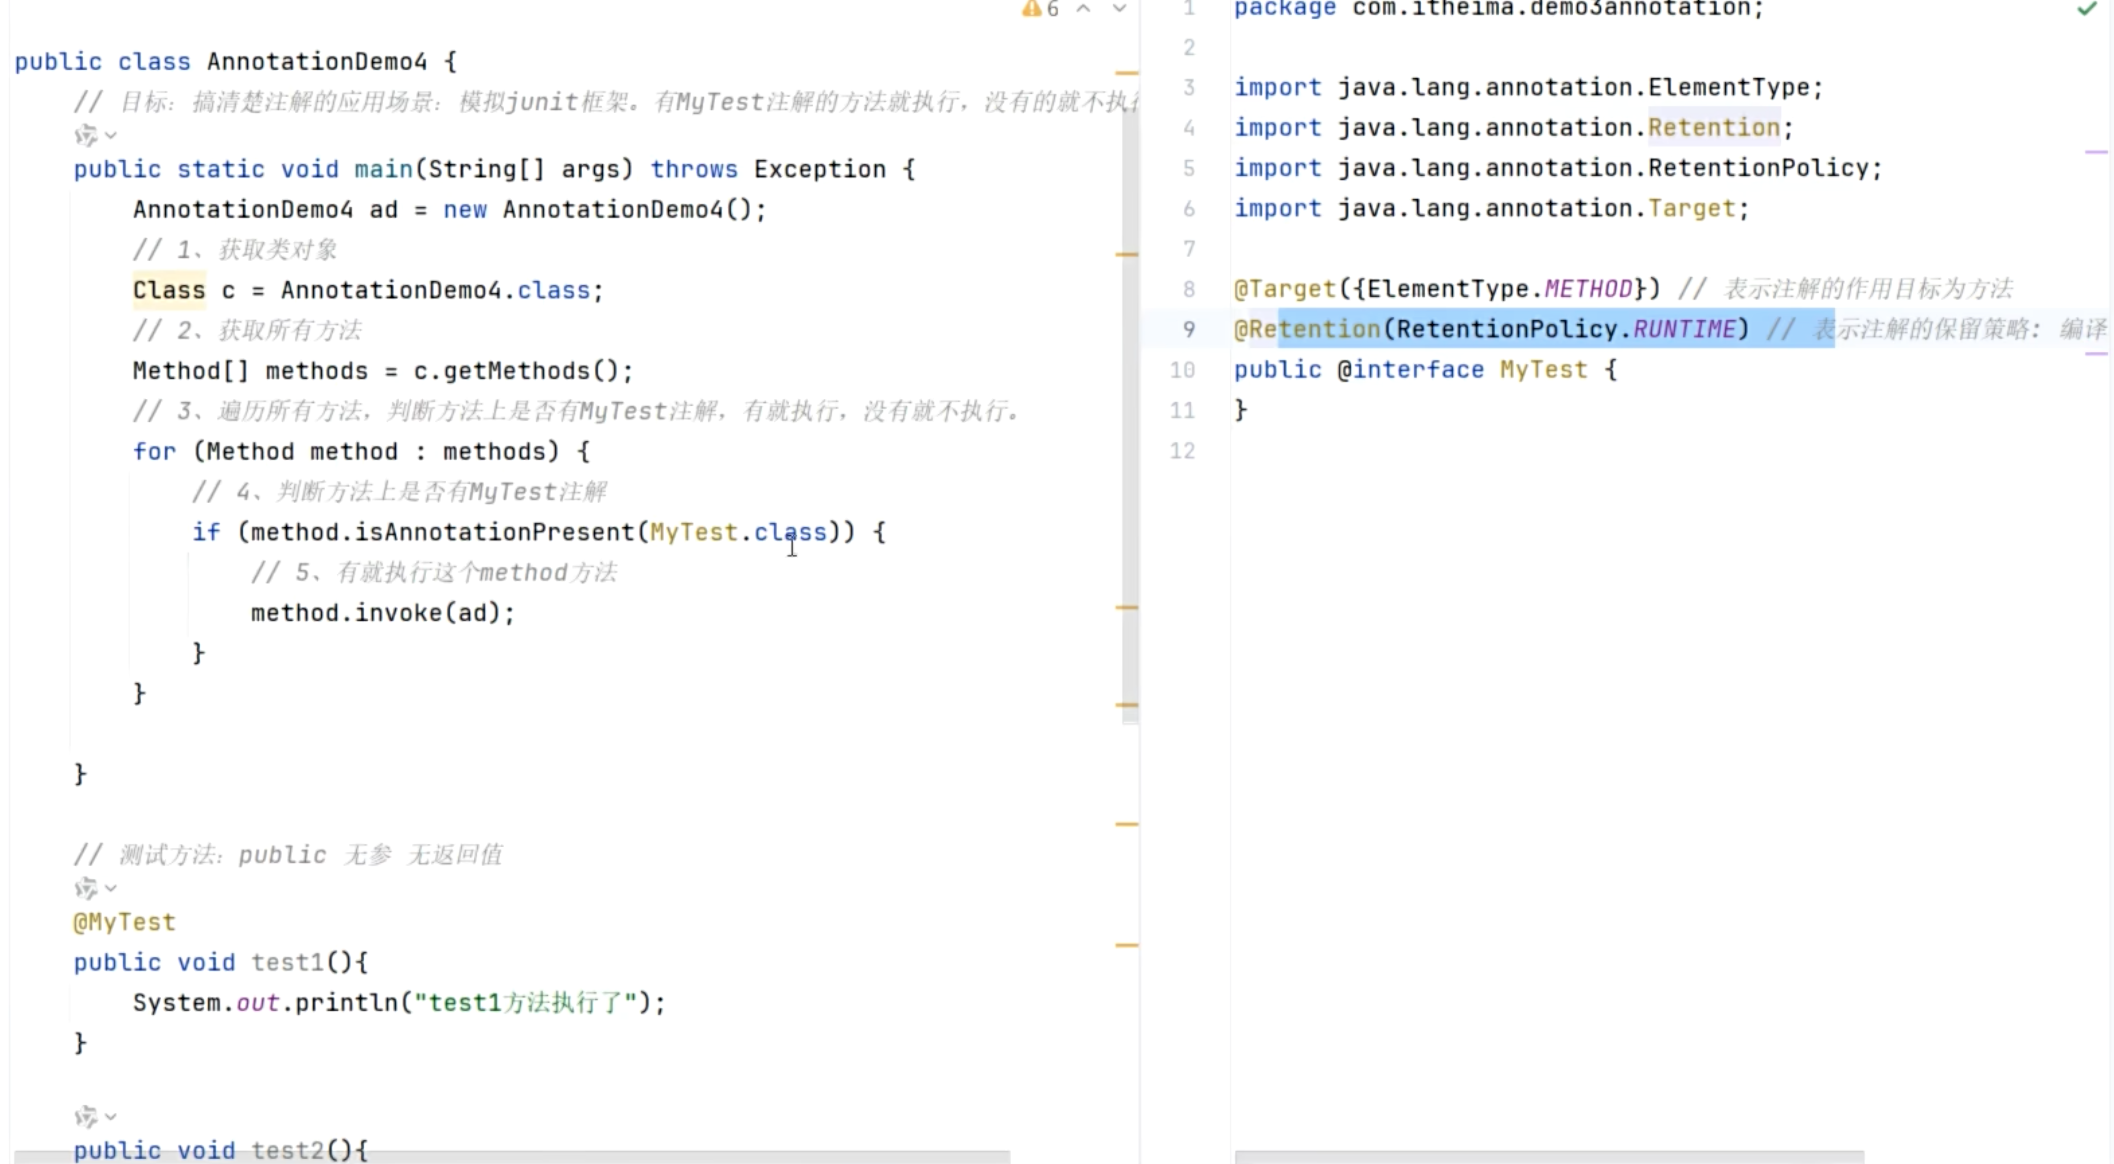 6
public class AnnotationDemo4 {
// 目标：搞清楚注解的应用场景：模拟junit框架。有MyTest注解的方法就执行，没有的就不执
public static void main(String[] args) throws Exception {
AnnotationDemo4 ad = new AnnotationDemo4();
// 1、获取类对象
Class c = AnnotationDemo4.class;
// 2、获取所有方法
Method[] methods = c.getMethods();
// 3、遍历所有方法，判断方法上是否有MyTest注解，有就执行，没有就不执行。
for (Method method : methods) {
// 4、判断方法上是否有MyTest注解
if (method.isAnnotationPresent(MyTest.class)) {
// 5、有就执行这个method方法
method.invoke(ad);
}
}
}
// 测试方法：public 无参 无返回值
@MyTest
public void test1(){
System.out.println("test1方法执行了");
}
public void test2(){
1 package com.itheima.demo3annotation;
2
3 import java.lang.annotation.ElementType;
4 import java.lang.annotation.Retention;
5 import java.lang.annotation.RetentionPolicy;
6 import java.lang.annotation.Target;
7
8 @Target({ElementType.METHOD}) // 表示注解的作用目标为方法
9 @Retention(RetentionPolicy.RUNTIME) // 表示注解的保留策略：编译
10 public @interface MyTest {
11 }
12